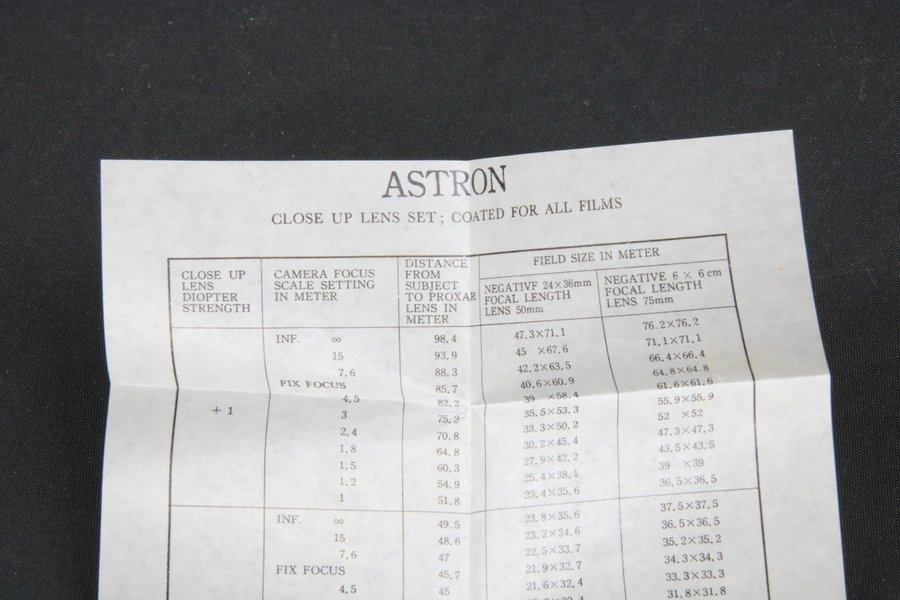 ASTRON
CLOSE UP LENS SET; COATED FOR ALL FILMS
CLOSE UP LENS DIOPTER STRENGTH
CAMERA FOCUS SCALE SETTING IN METER
DISTANCE FROM SUBJECT TO PROXAR LENS IN METER
FIELD SIZE IN METER
NEGATIVE 24×36mm FOCAL LENGTH LENS 50mm
NEGATIVE 6 × 6 cm FOCAL LENGTH LENS 75mm
+ 1
INF. ∞ 98.4 47.3×71.1 76.2×76.2
15 93.9 45 ×67.6 71.1×71.1
7.6 88.3 42.2×63.5 66.4×66.4
FIX FOCUS 85.7 40.6×60.9 64.8×64.8
4.5 82.2 39 ×58.4 61.6×61.6
3 75.2 35.5×53.3 55.9×55.9
2.4 70.8 33.3×50.2 52 ×52
1.8 64.8 30.2×45.4 47.3×47.3
1.5 60.3 27.9×42.2 43.5×43.5
1.2 54.9 25.4×38.1 39 ×39
1 51.8 23.4×35.6 36.5×36.5
INF. ∞ 49.5 23.8×35.6 37.5×37.5
15 48.6 23.2×34.6 36.5×36.5
7.6 47 22.5×33.7 35.2×35.2
FIX FOCUS 45.7 21.9×32.7 34.3×34.3
4.5 45 21.6×32.4 33.3×33.3
31.8×31.8